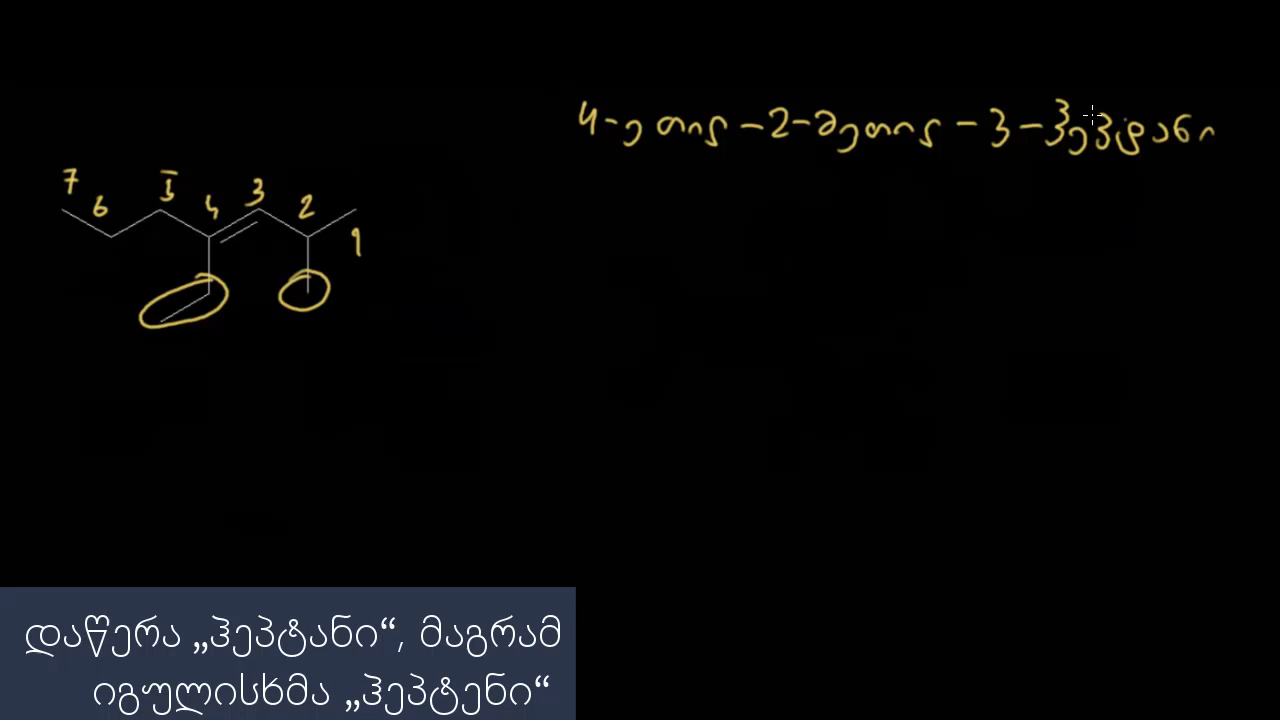 4-ეთილ-2-მეთილ-3-ჰეპტანი
7 6 5 4 3 2 1
დაწერა „ჰეპტანი“, მაგრამ
იგულისხმა „ჰეპტენი“